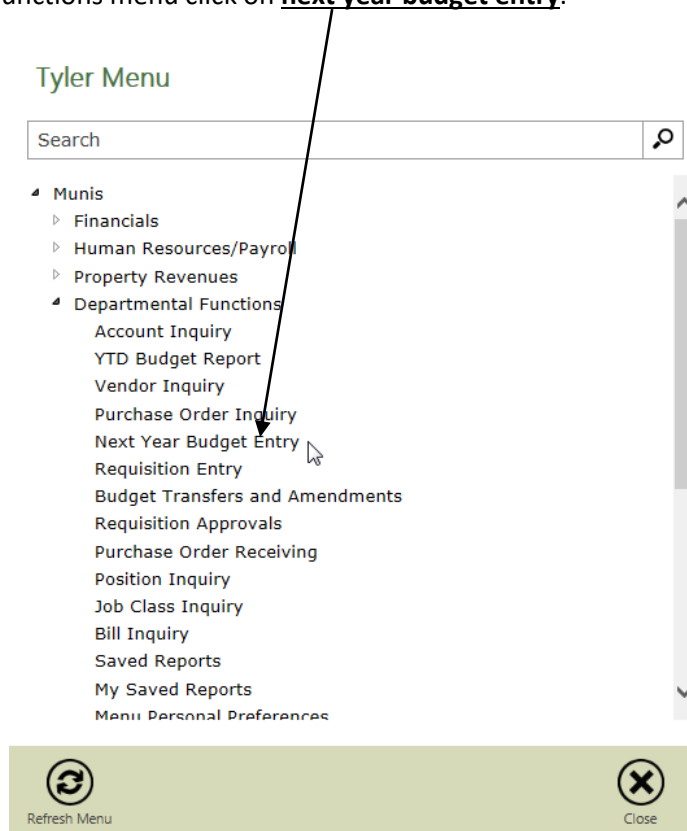 unctions menu click on next year budget entry.
Tyler Menu
Search
Munis
Financials
Human Resources/Payroll
Property Revenues
Departmental Functions
Account Inquiry
YTD Budget Report
Vendor Inquiry
Purchase Order Inquiry
Next Year Budget Entry
Requisition Entry
Budget Transfers and Amendments
Requisition Approvals
Purchase Order Receiving
Position Inquiry
Job Class Inquiry
Bill Inquiry
Saved Reports
My Saved Reports
Menu Personal Preferences
Refresh Menu
Close